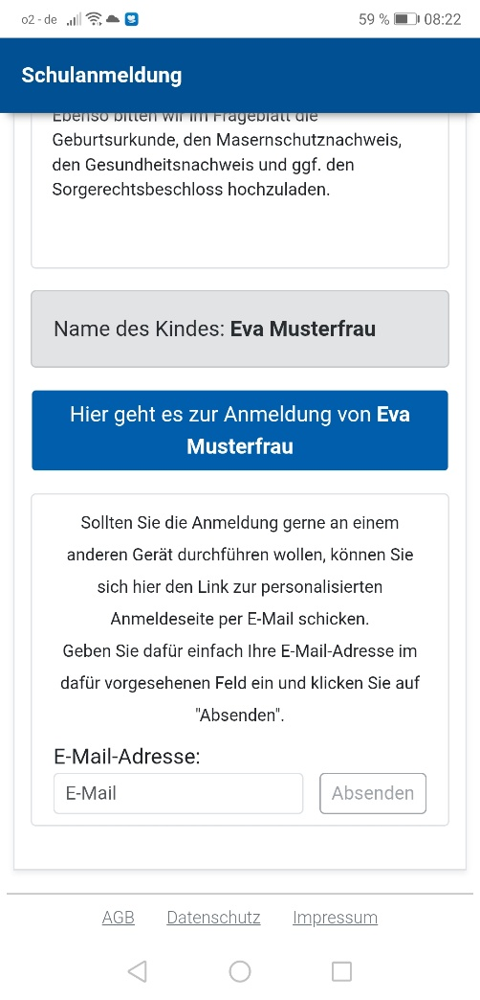 o2 - de 59 % 08:22
Schulanmeldung
Ebenso bitten wir im Frageblatt die
Geburtsurkunde, den Masernschutznachweis,
den Gesundheitsnachweis und ggf. den
Sorgerechtsbeschloss hochzuladen.
Name des Kindes: Eva Musterfrau
Hier geht es zur Anmeldung von Eva
Musterfrau
Sollten Sie die Anmeldung gerne an einem
anderen Gerät durchführen wollen, können Sie
sich hier den Link zur personalisierten
Anmeldeseite per E-Mail schicken.
Geben Sie dafür einfach Ihre E-Mail-Adresse im
dafür vorgesehenen Feld ein und klicken Sie auf
"Absenden".
E-Mail-Adresse:
E-Mail Absenden
AGB Datenschutz Impressum